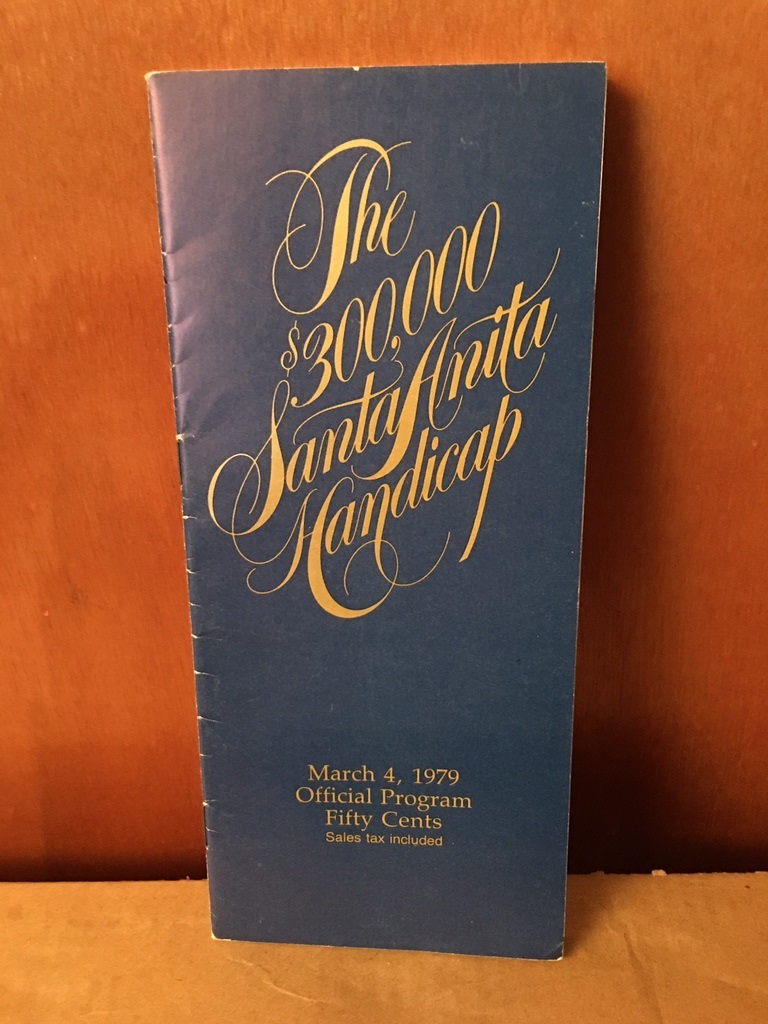 The
$300,000
Santa Anita
Handicap
March 4, 1979
Official Program
Fifty Cents
Sales tax included